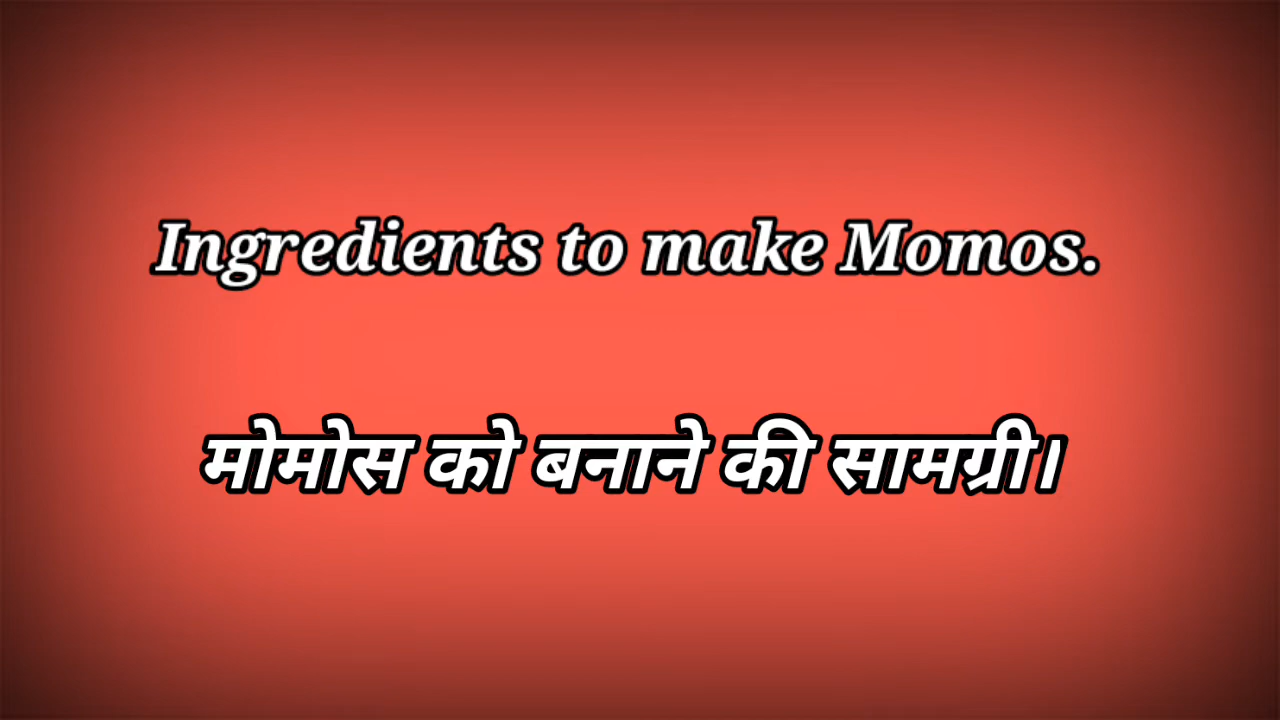 Ingredients to make Momos.
मोमोस को बनाने की सामग्री।